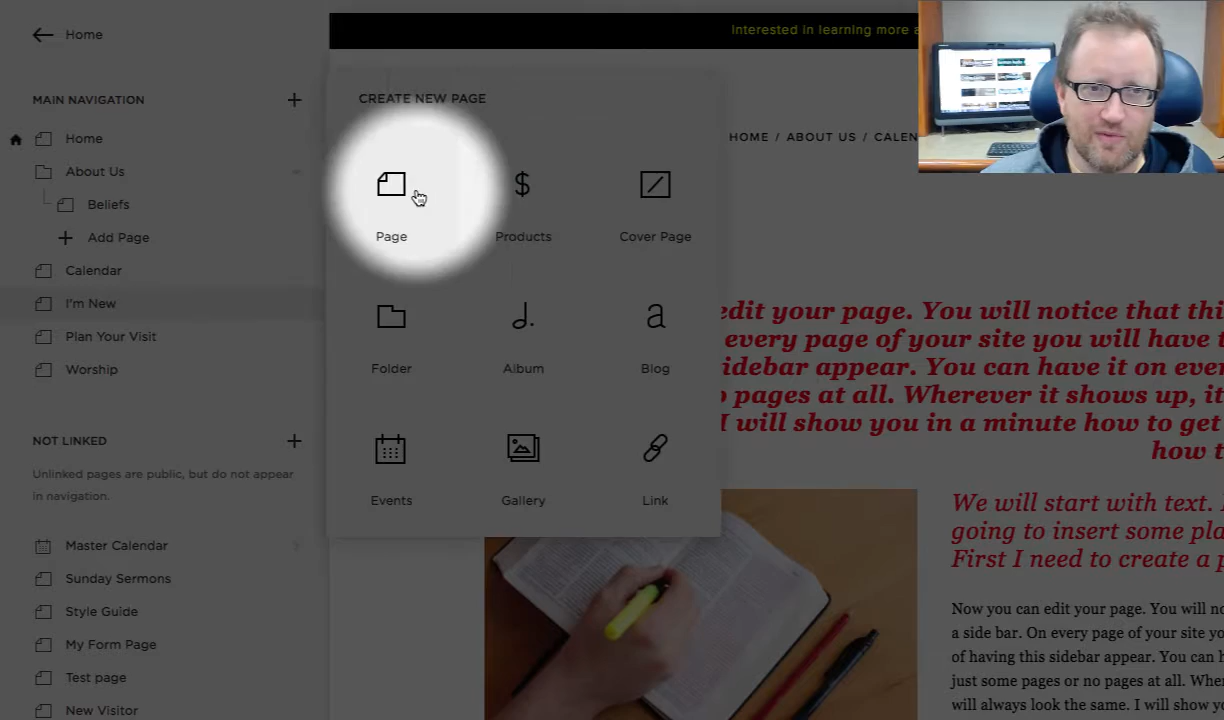 Home
MAIN NAVIGATION
Home
About Us
Beliefs
Add Page
Calendar
I'm New
Plan Your Visit
Worship
NOT LINKED
Unlinked pages are public, but do not appear
in navigation.
Master Calendar
Sunday Sermons
Style Guide
My Form Page
Test page
New Visitor
CREATE NEW PAGE
Page
Products
Cover Page
Folder
Album
Blog
Events
Gallery
Link
Interested in learning more a
HOME / ABOUT US / CALEN
edit your page. You will notice that thi
every page of your site you will have t
idebar appear. You can have it on ever
pages at all. Wherever it shows up, it
I will show you in a minute how to get
how t
We will start with text. I
going to insert some pla
First I need to create a p
Now you can edit your page. You will no
a side bar. On every page of your site yo
of having this sidebar appear. You can h
just some pages or no pages at all. Wher
will always look the same. I will show yo